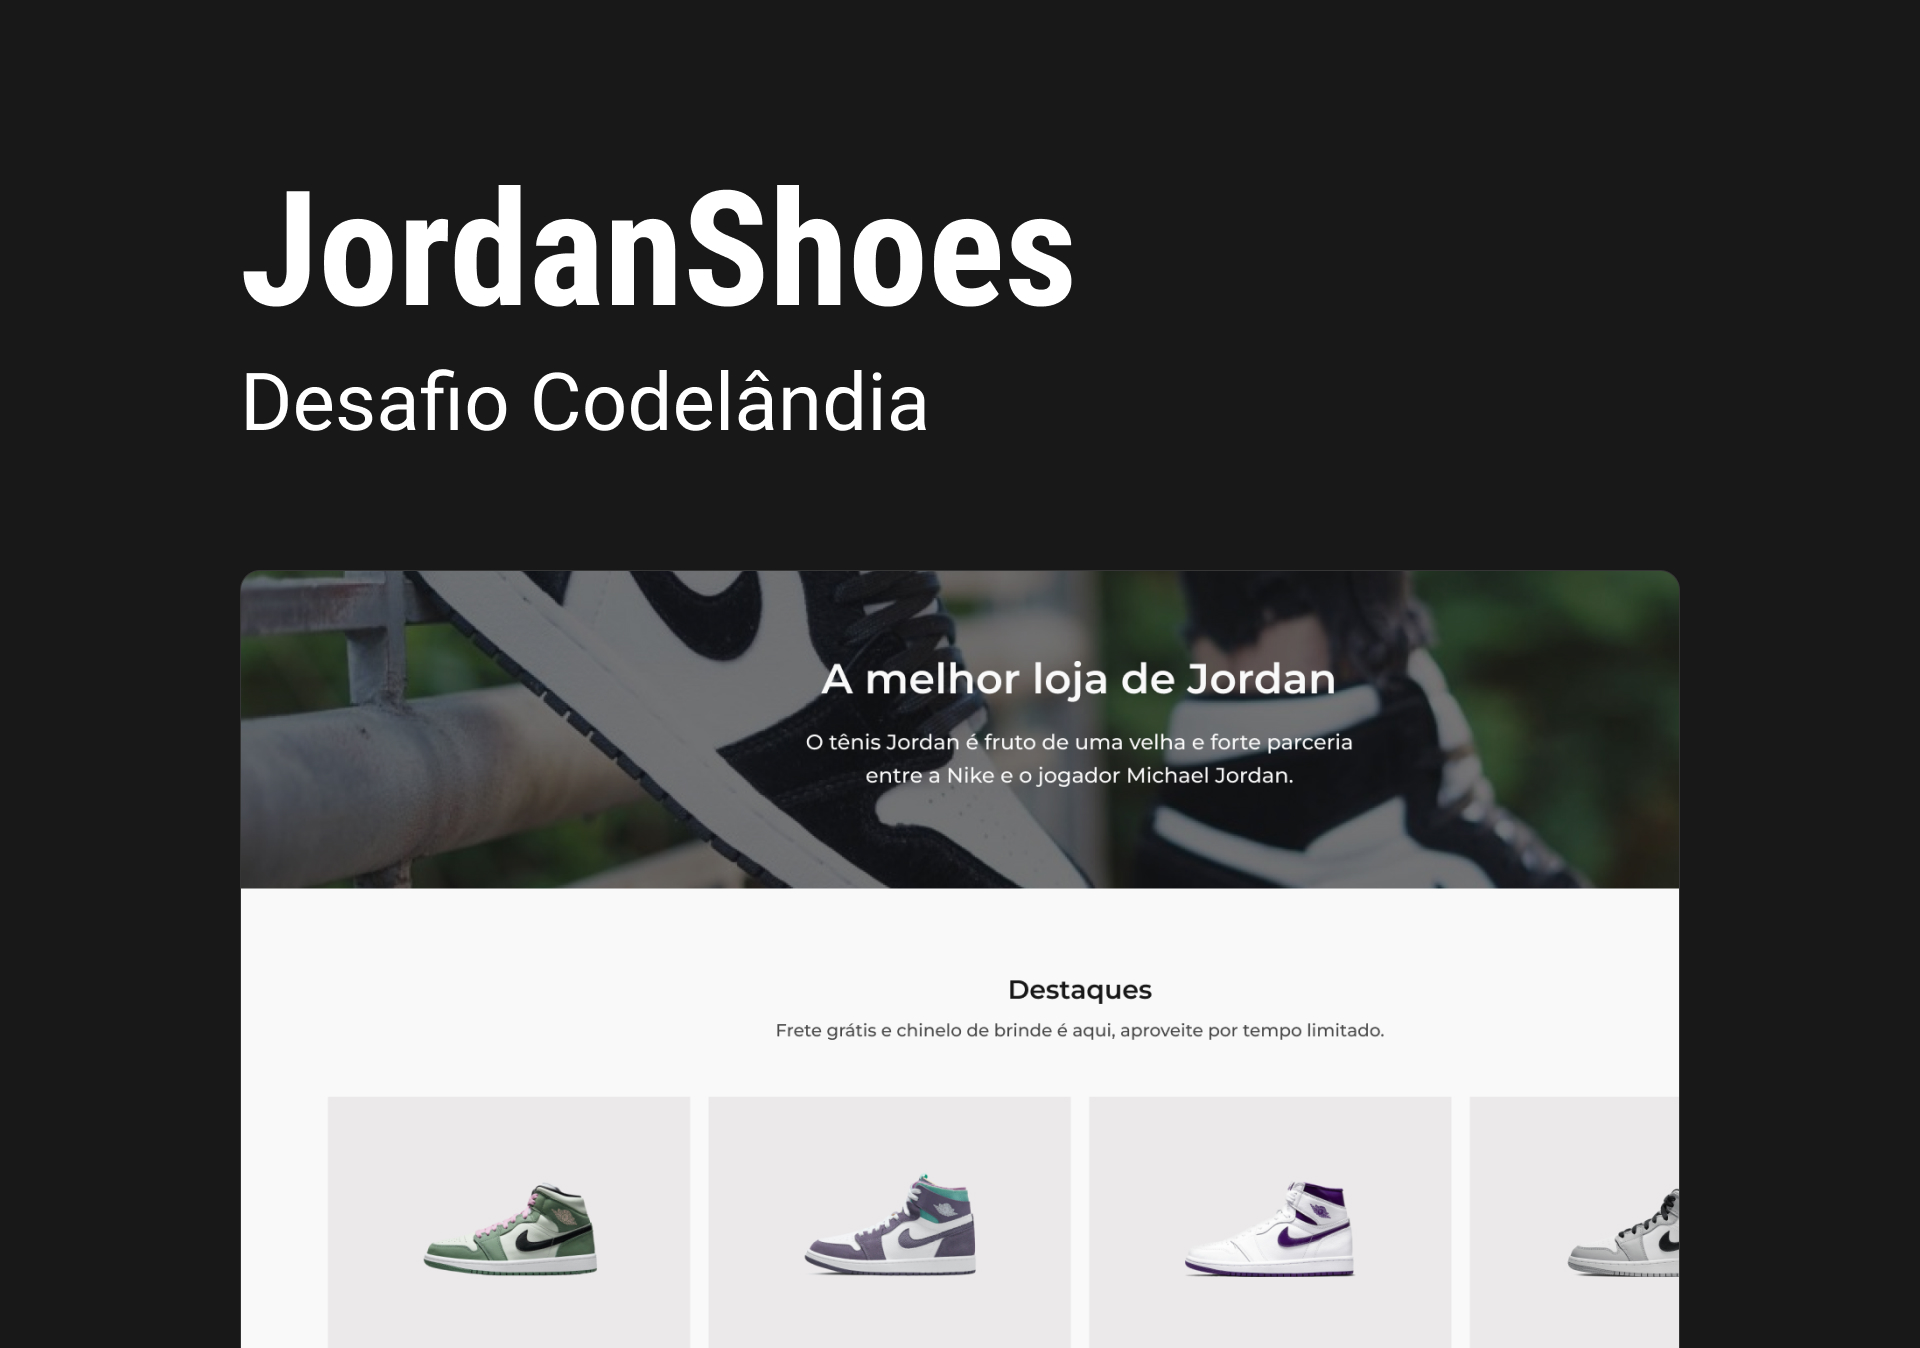 JordanShoes
Desafio Codelândia
A melhor loja de Jordan
O tênis Jordan é fruto de uma velha e forte parceria
entre a Nike e o jogador Michael Jordan.
Destaques
Frete grátis e chinelo de brinde é aqui, aproveite por tempo limitado.